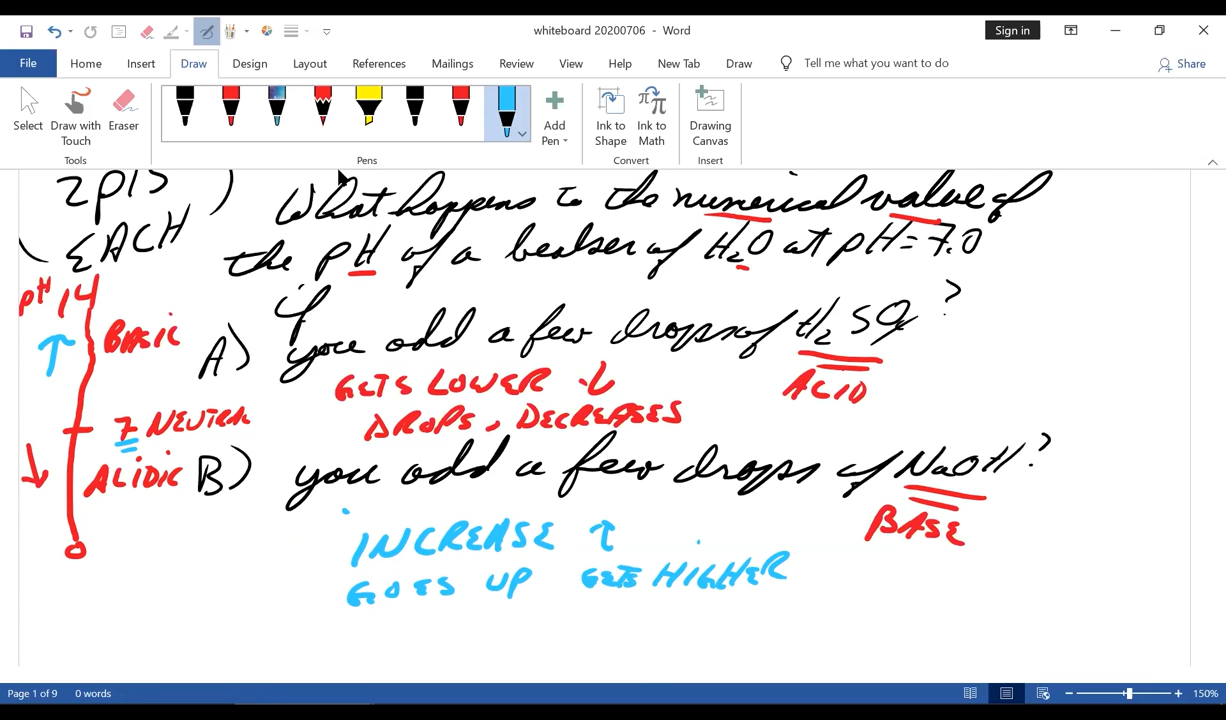 whiteboard 20200706 - Word
Sign in
File Home Insert Draw Design Layout References Mailings Review View Help New Tab Draw Tell me what you want to do Share
Select Draw with Touch Eraser Add Pen Ink to Shape Ink to Math Drawing Canvas
Tools Pens Convert Insert
2pts ) What happens to the numerical value of
( EACH the pH of a beaker of H2O at pH=7.0
pH 14 if
BASIC A) you add a few drops of H2SO4?
GETS LOWER ↓ ACID
7 NEUTRAL DROPS, DECREASES
ACIDIC B) you add a few drops of NaOH?
0 INCREASE ↑ BASE
GOES UP GETS HIGHER
Page 1 of 9 0 words 150%